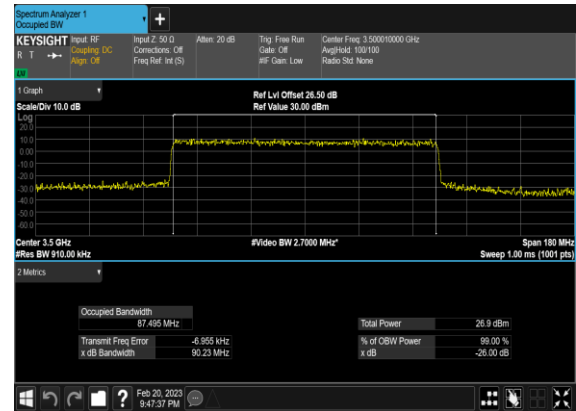 Spectrum Analyzer 1
Occupied BW
KEYSIGHT
R T
Input: RF
Coupling: DC
Align: Off
Input Z: 50 Ω
Corrections: Off
Freq Ref: Int (S)
Atten: 20 dB
Trig: Free Run
Gate: Off
#IF Gain: Low
Center Freq: 3.500010000 GHz
Avg|Hold: 100/100
Radio Std: None
1 Graph
Scale/Div 10.0 dB
Ref Lvl Offset 26.50 dB
Ref Value 30.00 dBm
Log
20.0
10.0
0.00
-10.0
-20.0
-30.0
-40.0
-50.0
-60.0
Center 3.5 GHz
#Res BW 910.00 kHz
#Video BW 2.7000 MHz*
Span 180 MHz
Sweep 1.00 ms (1001 pts)
2 Metrics
Occupied Bandwidth
87.495 MHz
Total Power 26.9 dBm
Transmit Freq Error -6.955 kHz
% of OBW Power 99.00 %
x dB Bandwidth 90.23 MHz
x dB -26.00 dB
?
Feb 20, 2023
9:47:37 PM